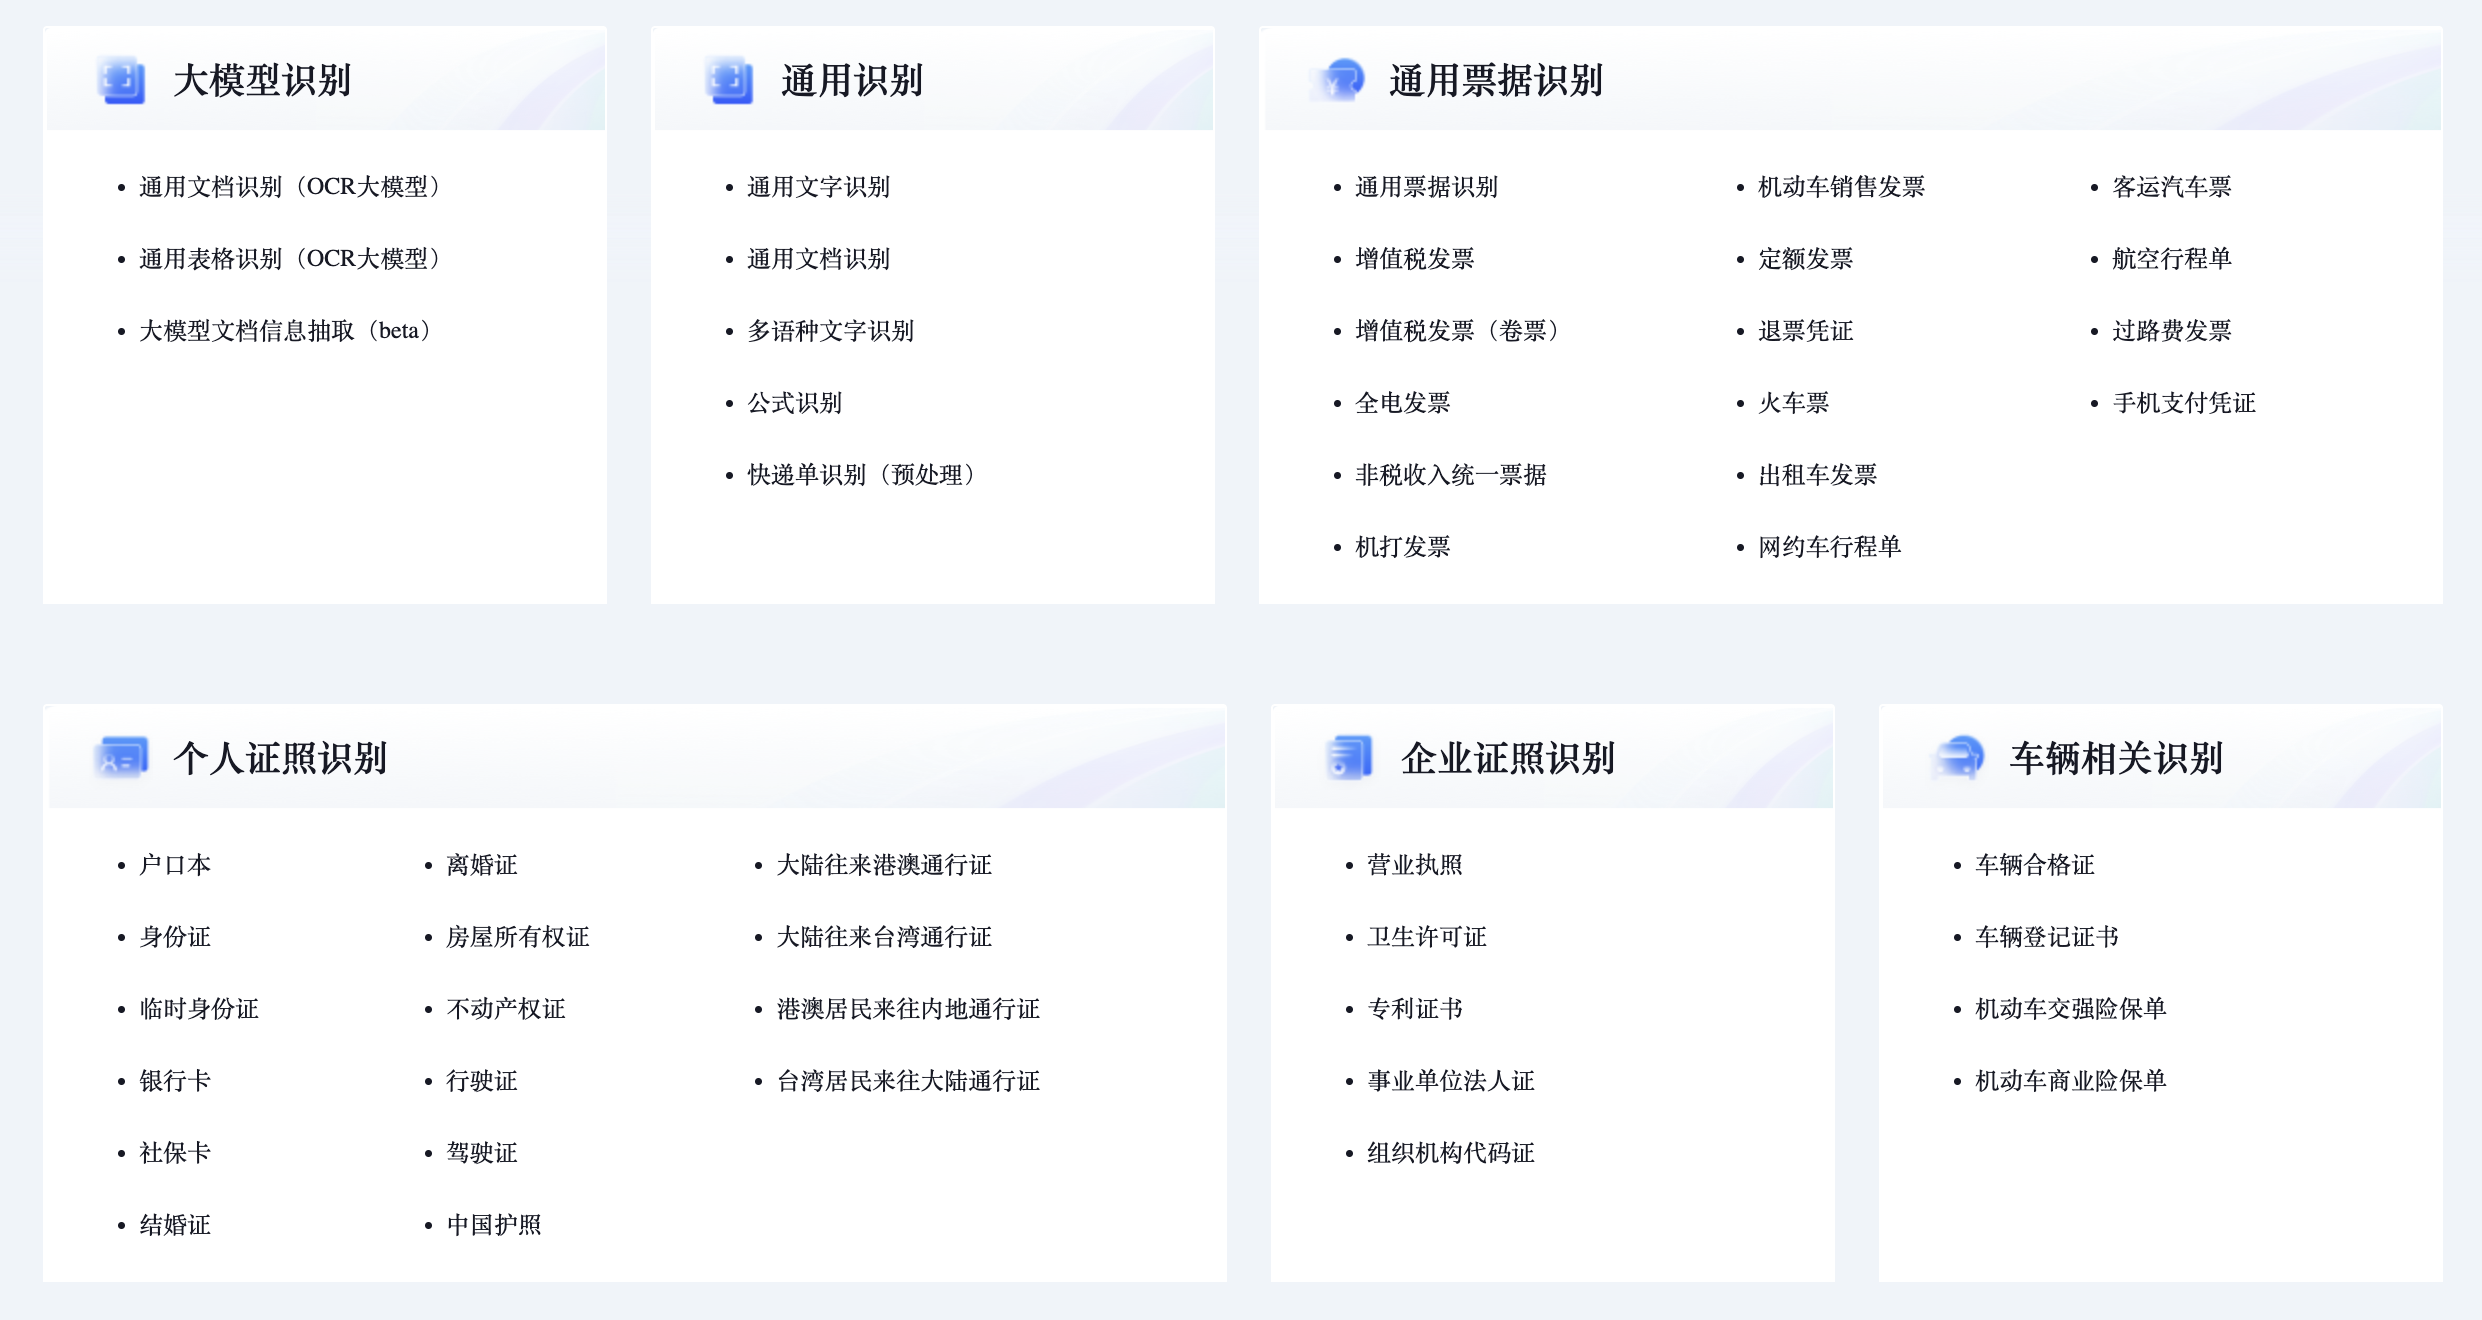 大模型识别
通用文档识别（OCR大模型）
通用表格识别（OCR大模型）
大模型文档信息抽取（beta）
通用识别
通用文字识别
通用文档识别
多语种文字识别
公式识别
快递单识别（预处理）
通用票据识别
通用票据识别
增值税发票
增值税发票（卷票）
全电发票
非税收入统一票据
机打发票
机动车销售发票
定额发票
退票凭证
火车票
出租车发票
网约车行程单
客运汽车票
航空行程单
过路费发票
手机支付凭证
个人证照识别
户口本
身份证
临时身份证
银行卡
社保卡
结婚证
离婚证
房屋所有权证
不动产权证
行驶证
驾驶证
中国护照
大陆往来港澳通行证
大陆往来台湾通行证
港澳居民来往内地通行证
台湾居民来往大陆通行证
企业证照识别
营业执照
卫生许可证
专利证书
事业单位法人证
组织机构代码证
车辆相关识别
车辆合格证
车辆登记证书
机动车交强险保单
机动车商业险保单